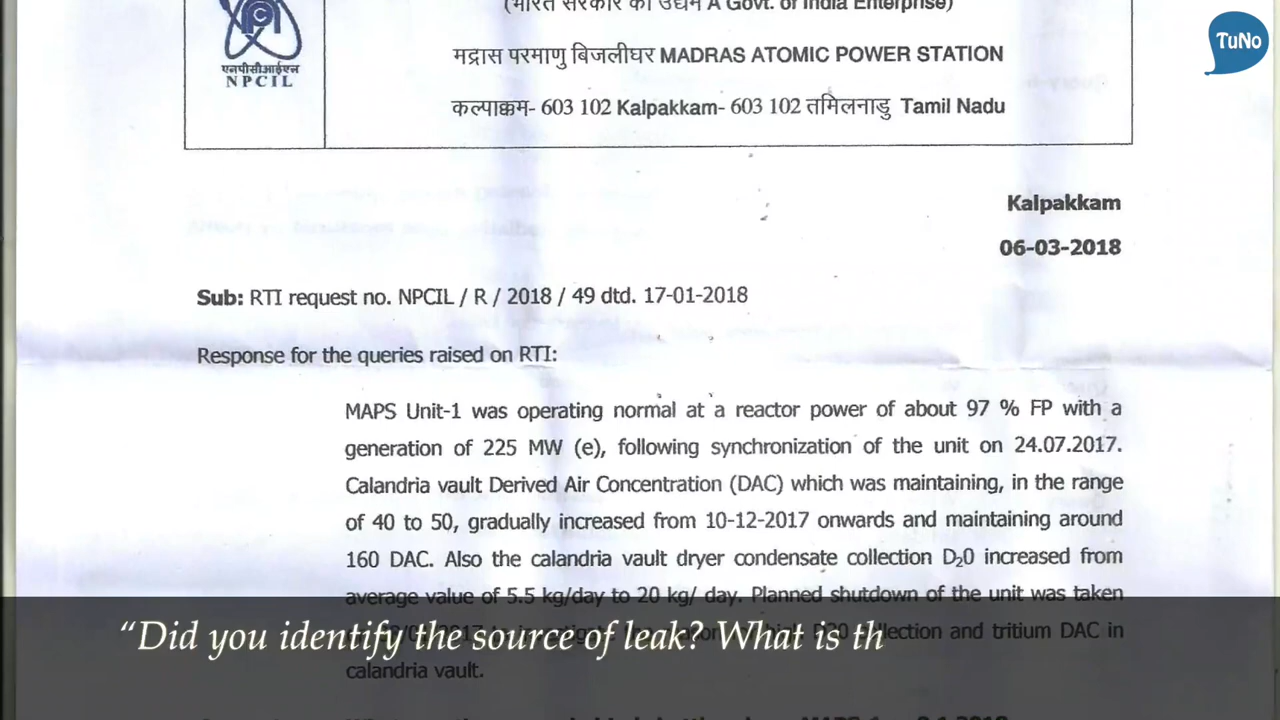 (भारत सरकार का उद्यम A Govt. of India Enterprise)
मद्रास परमाणु बिजलीघर MADRAS ATOMIC POWER STATION
कल्पाक्कम- 603 102 Kalpakkam- 603 102 तमिलनाडु Tamil Nadu
एनपीसीआईएल
NPCIL
TuNo
Kalpakkam
06-03-2018
Sub: RTI request no. NPCIL / R / 2018 / 49 dtd. 17-01-2018
Response for the queries raised on RTI:
MAPS Unit-1 was operating normal at a reactor power of about 97 % FP with a
generation of 225 MW (e), following synchronization of the unit on 24.07.2017.
Calandria vault Derived Air Concentration (DAC) which was maintaining, in the range
of 40 to 50, gradually increased from 10-12-2017 onwards and maintaining around
160 DAC. Also the calandria vault dryer condensate collection D₂0 increased from
average value of 5.5 kg/day to 20 kg/ day. Planned shutdown of the unit was taken
and tritium DAC in
calandria vault.
“Did you identify the source of leak? What is th